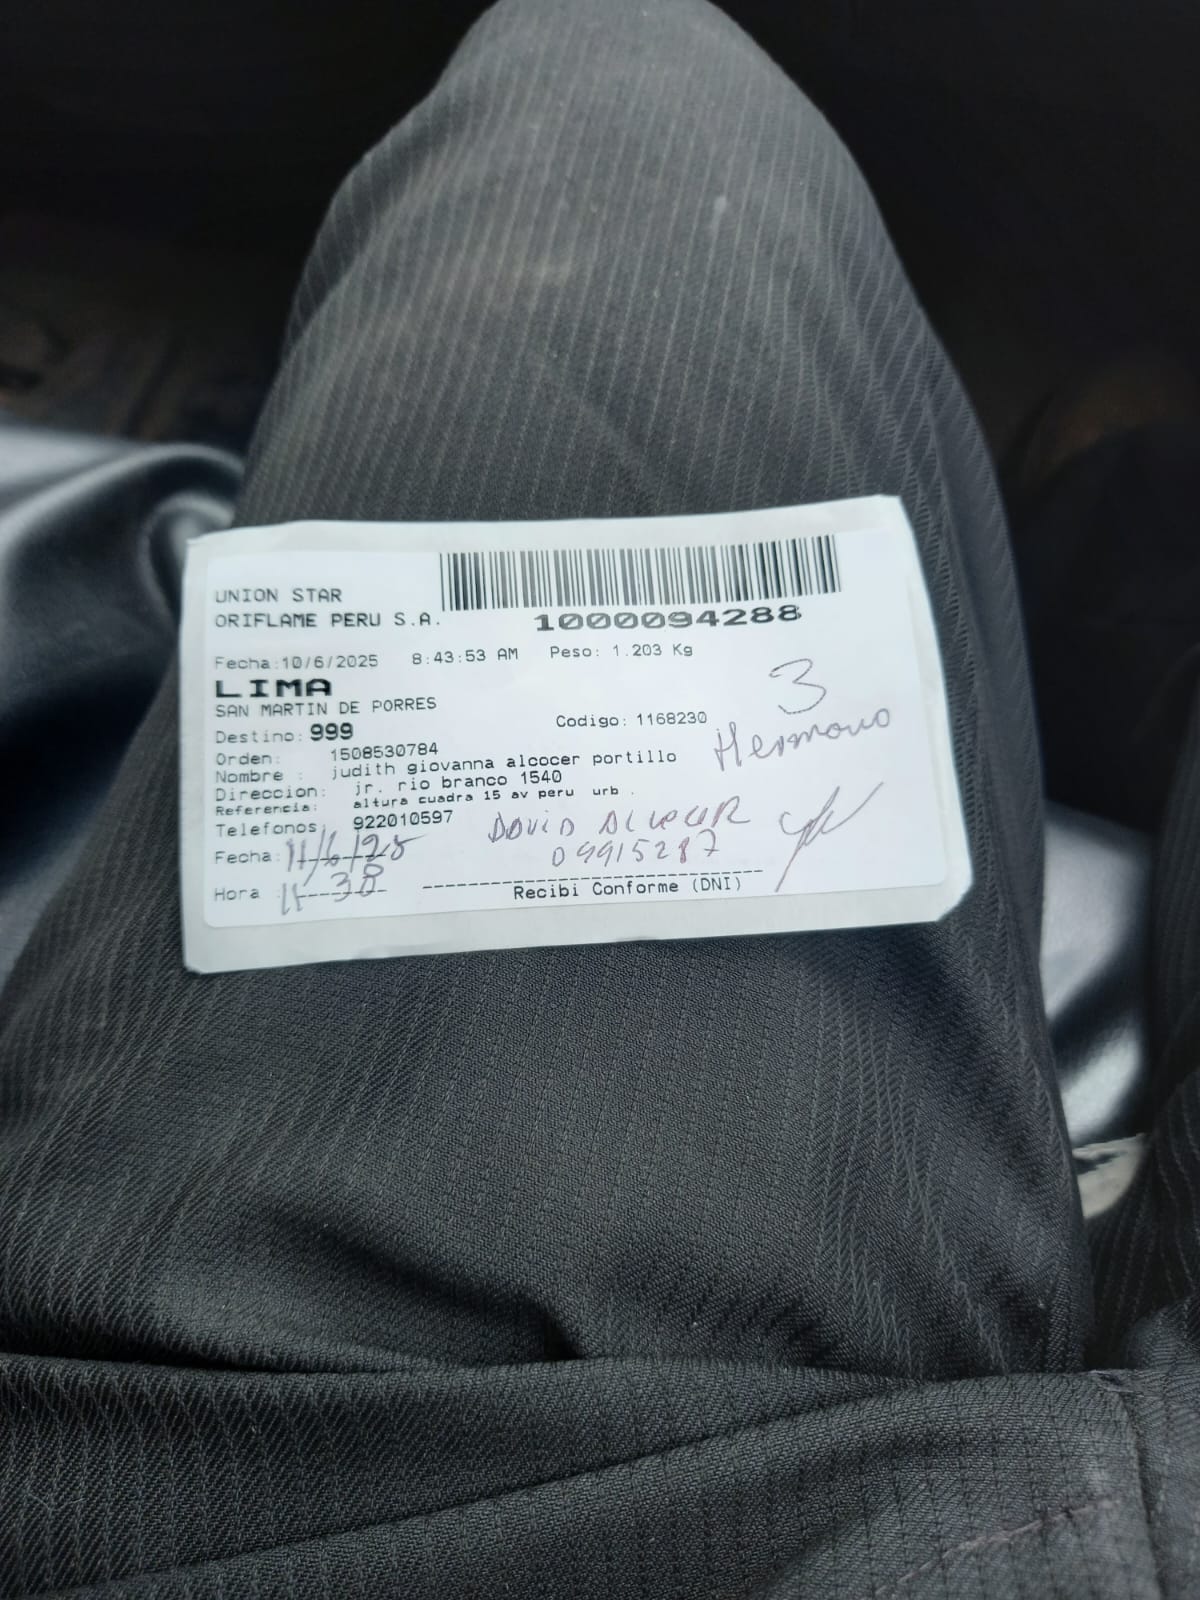 UNION STAR
ORIFLAME PERU S.A.
1000094288
Fecha:10/6/2025 8:43:53 AM Peso: 1.203 Kg
LIMA
SAN MARTIN DE PORRES
3
Destino: 999 Codigo: 1168230
Hermano
Orden: 1508530784
Nombre : judith giovanna alcocer portillo
Direccion: jr. rio branco 1540
Referencia: altura cuadra 15 av peru urb .
Telefonos: 922010597
DAVID ALCOCER
Fecha: 11/6/25
09915287
Hora : 11 38
Recibi Conforme (DNI)